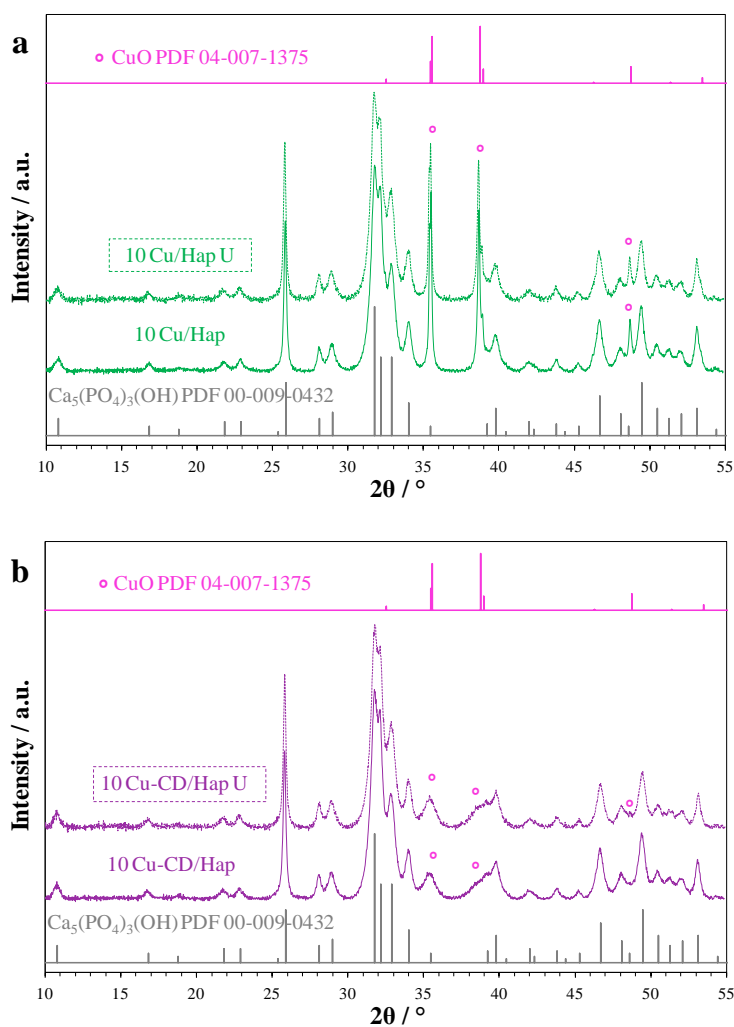 a
CuO PDF 04-007-1375
10 Cu/Hap U
10 Cu/Hap
Ca₅(PO₄)₃(OH) PDF 00-009-0432
Intensity / a.u.
10 15 20 25 30 35 40 45 50 55
2θ / °
b
CuO PDF 04-007-1375
10 Cu-CD/Hap U
10 Cu-CD/Hap
Ca₅(PO₄)₃(OH) PDF 00-009-0432
Intensity / a.u.
10 15 20 25 30 35 40 45 50 55
2θ / °